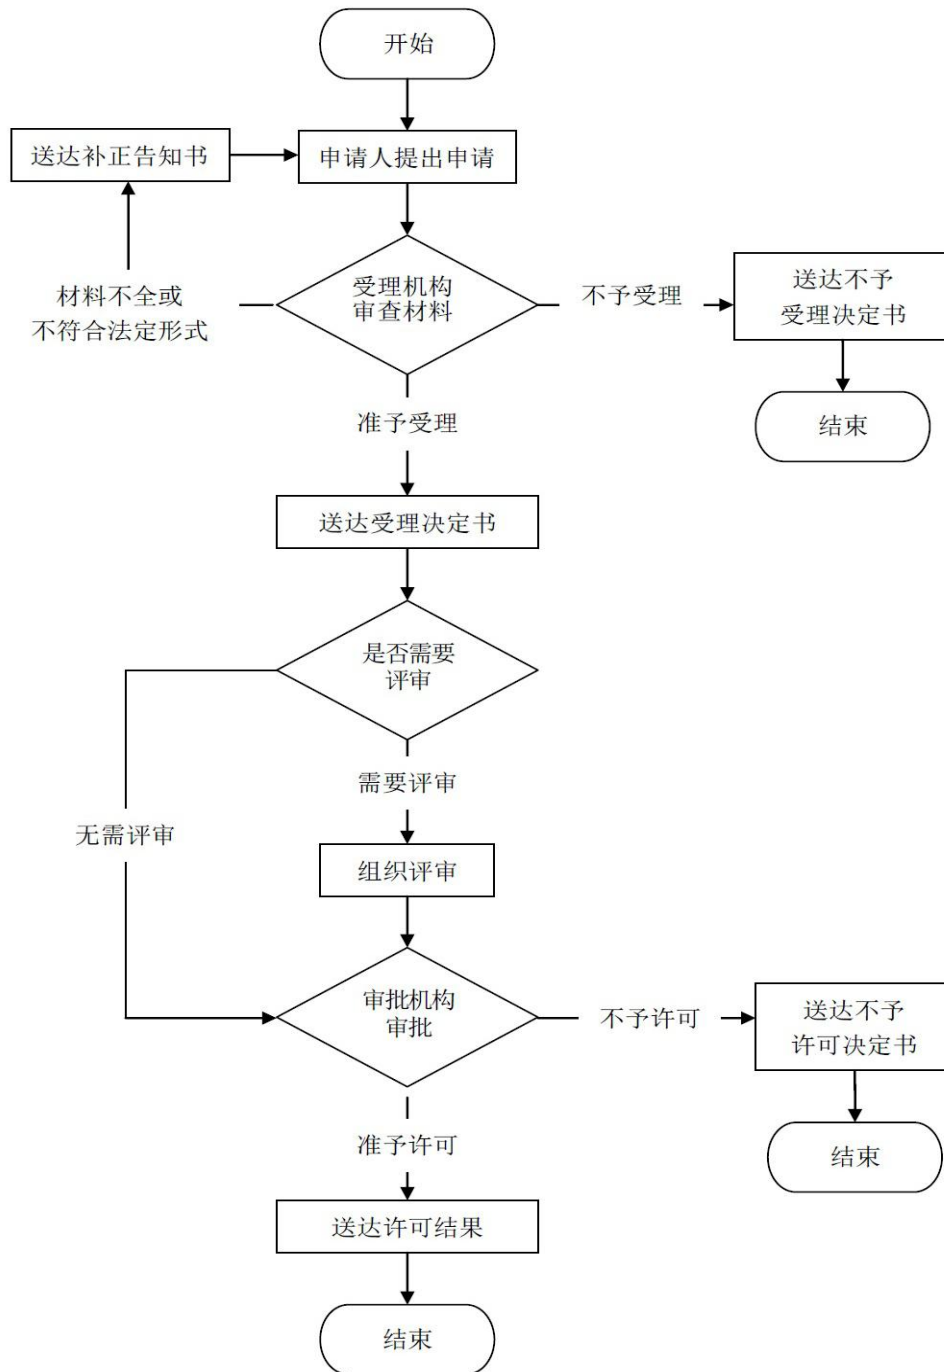 开始
送达补正告知书
申请人提出申请
材料不全或
不符合法定形式
受理机构
审查材料
不予受理
送达不予
受理决定书
结束
准予受理
送达受理决定书
是否需要
评审
需要评审
无需评审
组织评审
审批机构
审批
不予许可
送达不予
许可决定书
结束
准予许可
送达许可结果
结束